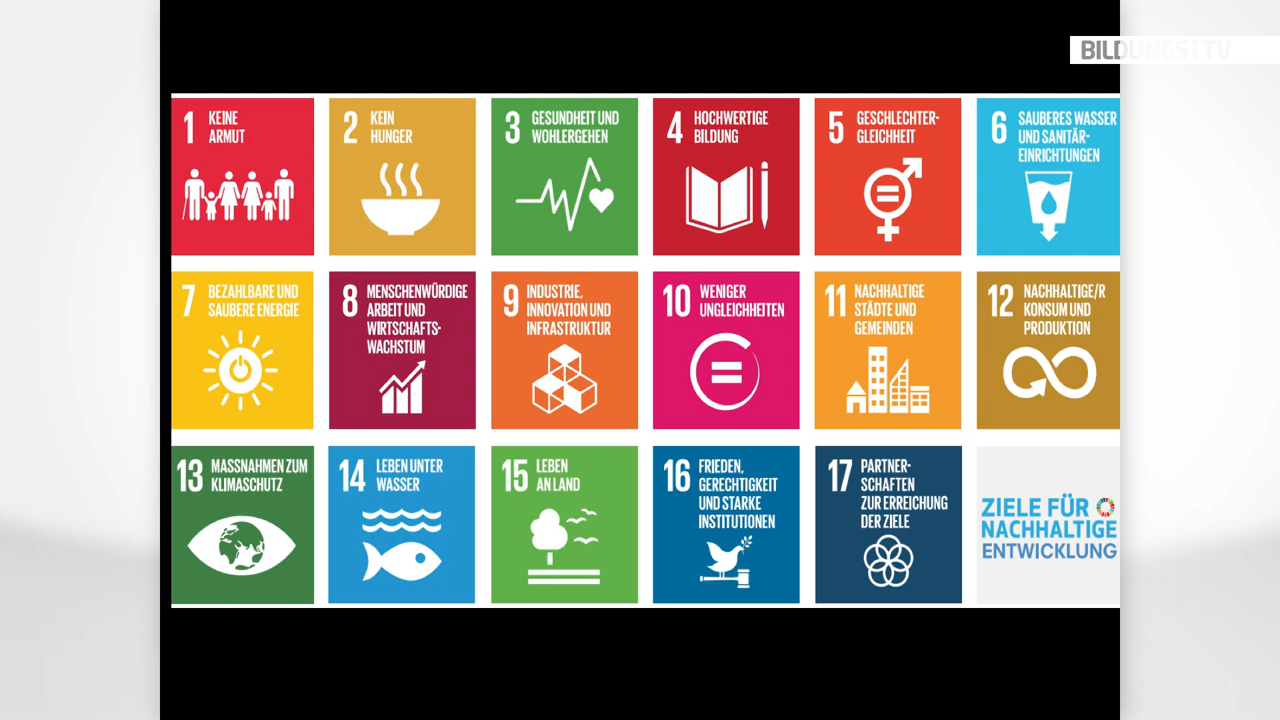 BILDUNGS TV
1 KEINE
ARMUT
2 KEIN
HUNGER
3 GESUNDHEIT UND
WOHLERGEHEN
4 HOCHWERTIGE
BILDUNG
5 GESCHLECHTER-
GLEICHHEIT
6 SAUBERES WASSER
UND SANITÄR-
EINRICHTUNGEN
7 BEZAHLBARE UND
SAUBERE ENERGIE
8 MENSCHENWÜRDIGE
ARBEIT UND
WIRTSCHAFTS-
WACHSTUM
9 INDUSTRIE,
INNOVATION UND
INFRASTRUKTUR
10 WENIGER
UNGLEICHHEITEN
11 NACHHALTIGE
STÄDTE UND
GEMEINDEN
12 NACHHALTIGE/R
KONSUM UND
PRODUKTION
13 MASSNAHMEN ZUM
KLIMASCHUTZ
14 LEBEN UNTER
WASSER
15 LEBEN
AN LAND
16 FRIEDEN,
GERECHTIGKEIT
UND STARKE
INSTITUTIONEN
17 PARTNER-
SCHAFTEN
ZUR ERREICHUNG
DER ZIELE
ZIELE FÜR
NACHHALTIGE
ENTWICKLUNG